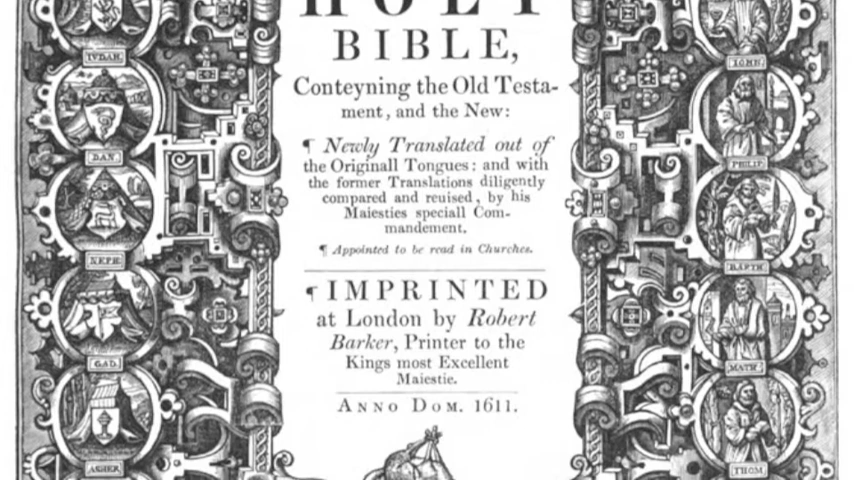 HOLY
BIBLE,
Conteyning the Old Testa-
ment, and the New:
¶ Newly Translated out of
the Originall Tongues: and with
the former Translations diligently
compared and reuised, by his
Maiesties speciall Com-
mandement.
¶ Appointed to be read in Churches.
¶ IMPRINTED
at London by Robert
Barker, Printer to the
Kings most Excellent
Maiestie.
ANNO DOM. 1611.
IVDAH.
DAN.
NEPH.
GAD.
ASHER
IOHN.
PHILIP.
BARTH.
MATH.
THOM.